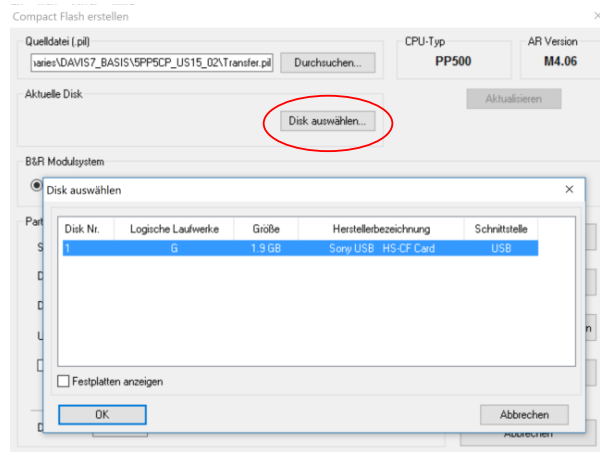 Compact Flash erstellen
Quelldatei (.pil)
CPU-Typ
AR Version
\aries\DAVIS7_BASIS\5PP5CP_US15_02\Transfer.pil
Durchsuchen...
PP500
M4.06
Aktuelle Disk
Aktualisieren
Disk auswählen...
B&R Modulsystem
Disk auswählen
Disk Nr. Logische Laufwerke Größe Herstellerbezeichnung Schnittstelle
1 G 1.9 GB Sony USB HS-CF Card USB
Festplatten anzeigen
OK
Abbrechen
Abbrechen